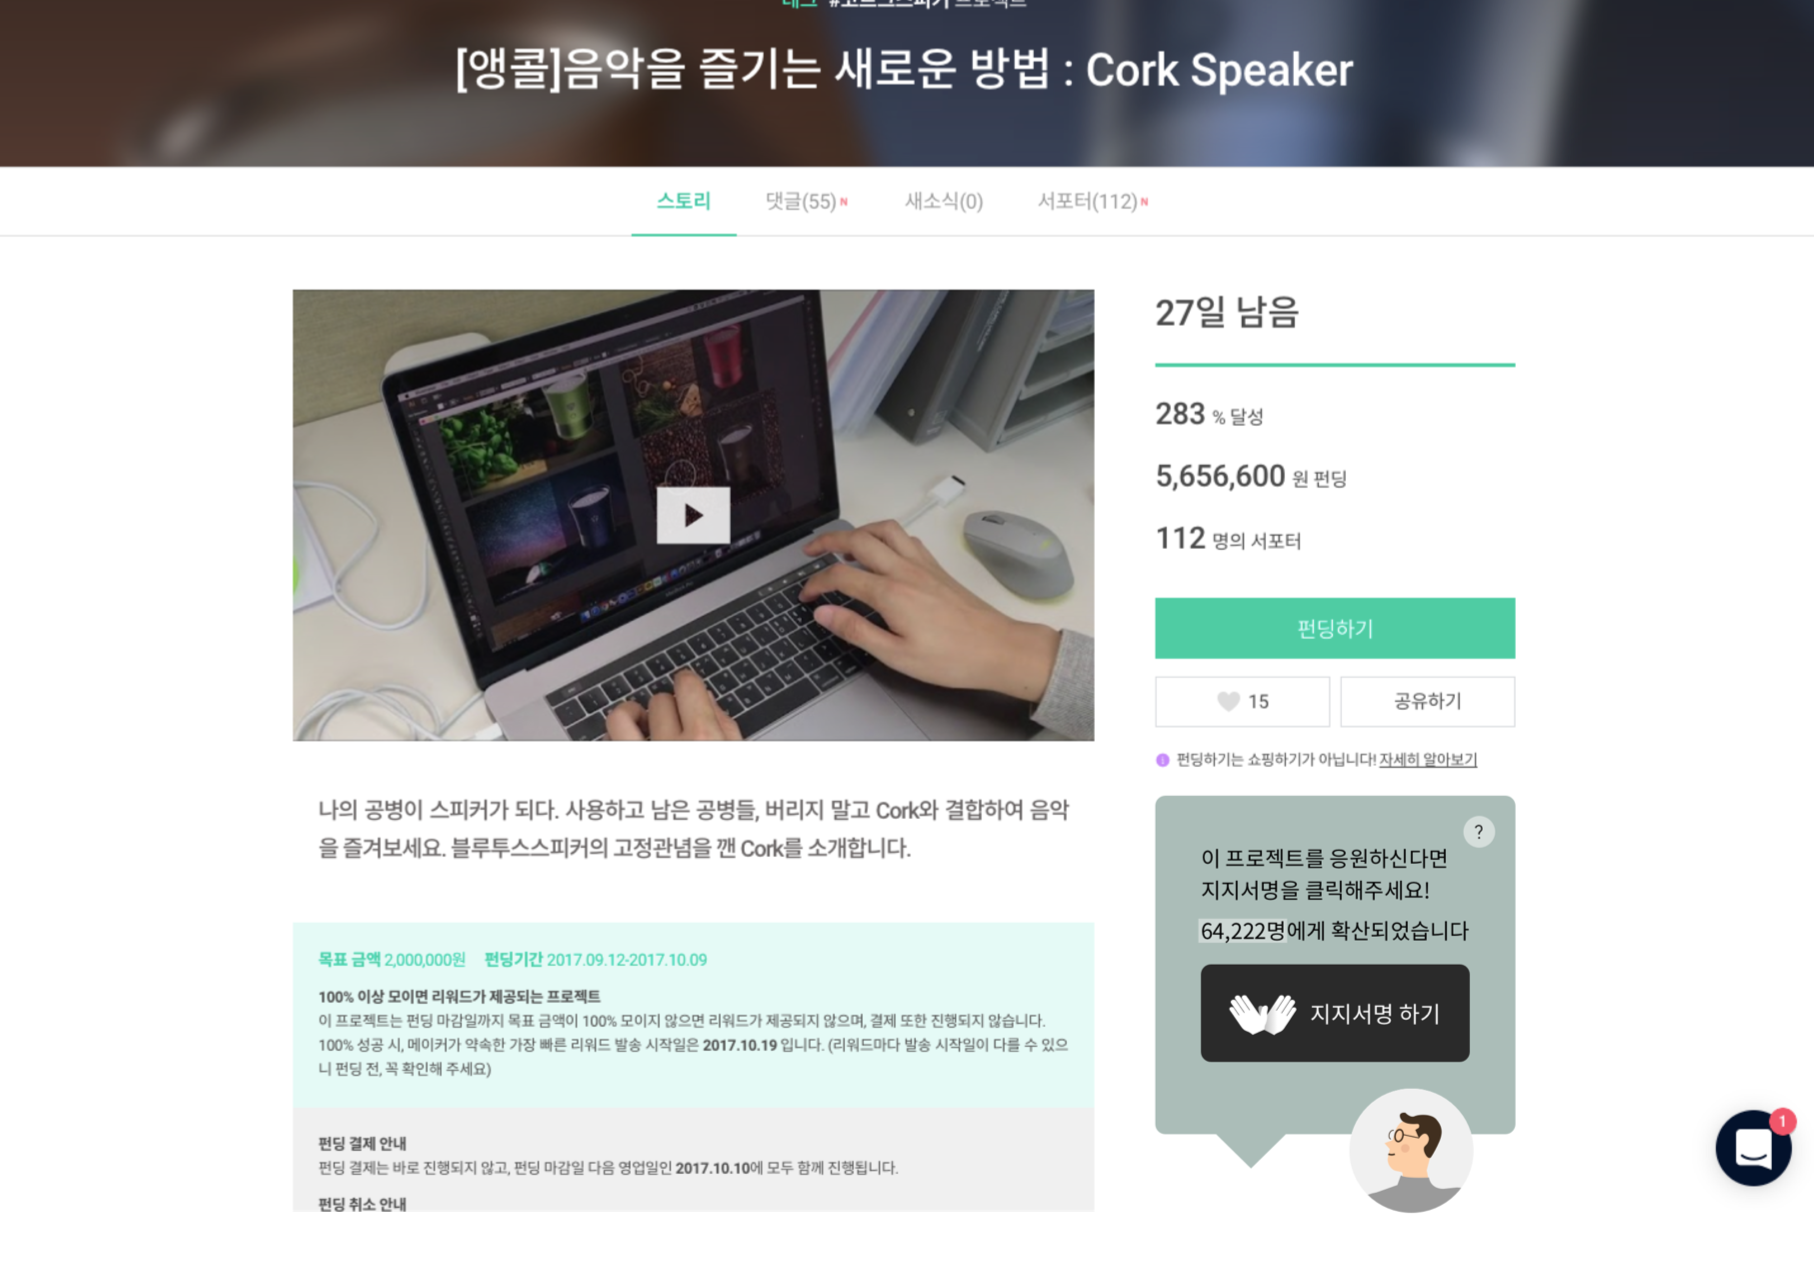 [앵콜]음악을 즐기는 새로운 방법 : Cork Speaker
스토리
댓글(55) N
새소식(0)
서포터(112) N
27일 남음
283 % 달성
5,656,600 원 펀딩
112 명의 서포터
펀딩하기
15
공유하기
펀딩하기는 쇼핑하기가 아닙니다! 자세히 알아보기
나의 공병이 스피커가 되다. 사용하고 남은 공병들, 버리지 말고 Cork와 결합하여 음악
을 즐겨보세요. 블루투스스피커의 고정관념을 깬 Cork를 소개합니다.
목표 금액 2,000,000원 펀딩기간 2017.09.12-2017.10.09
100% 이상 모이면 리워드가 제공되는 프로젝트
이 프로젝트는 펀딩 마감일까지 목표 금액이 100% 모이지 않으면 리워드가 제공되지 않으며, 결제 또한 진행되지 않습니다.
100% 성공 시, 메이커가 약속한 가장 빠른 리워드 발송 시작일은 2017.10.19 입니다. (리워드마다 발송 시작일이 다를 수 있으
니 펀딩 전, 꼭 확인해 주세요)
펀딩 결제 안내
펀딩 결제는 바로 진행되지 않고, 펀딩 마감일 다음 영업일인 2017.10.10에 모두 함께 진행됩니다.
펀딩 취소 안내
?
이 프로젝트를 응원하신다면
지지서명을 클릭해주세요!
64,222명에게 확산되었습니다
지지서명 하기
1